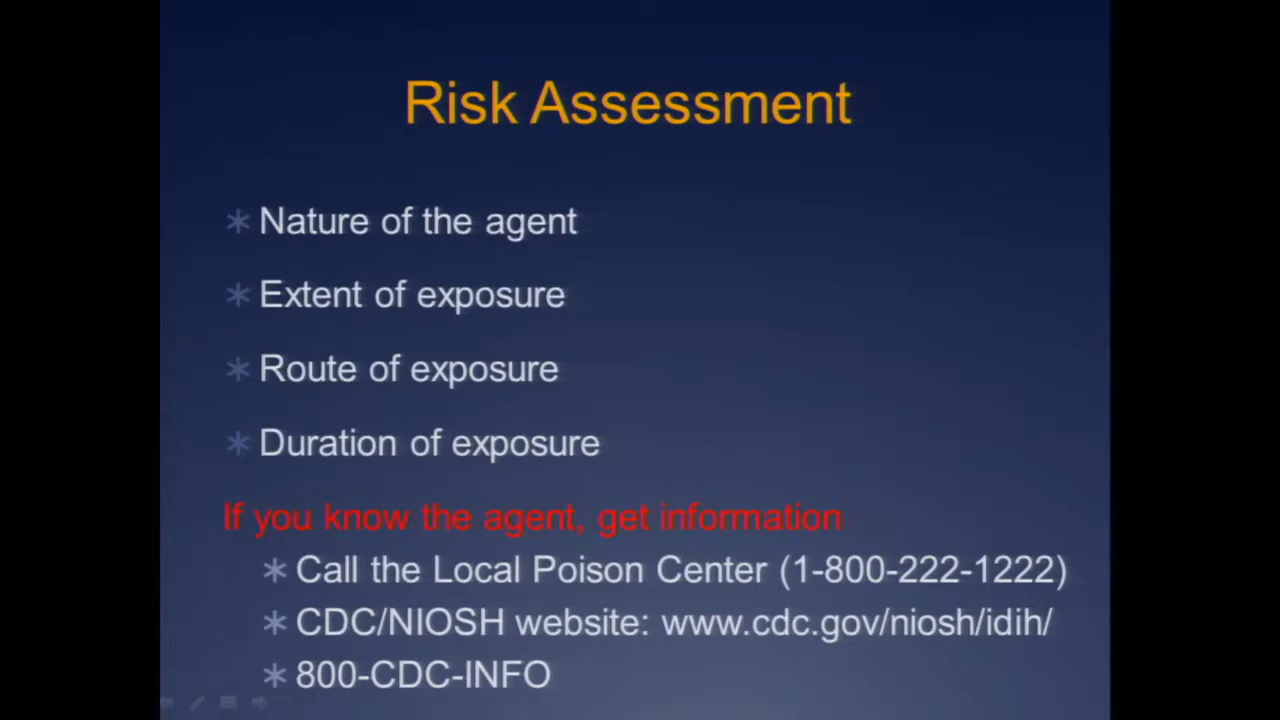 Risk Assessment
Nature of the agent
Extent of exposure
Route of exposure
Duration of exposure
If you know the agent, get information
Call the Local Poison Center (1-800-222-1222)
CDC/NIOSH website: www.cdc.gov/niosh/idih/
800-CDC-INFO